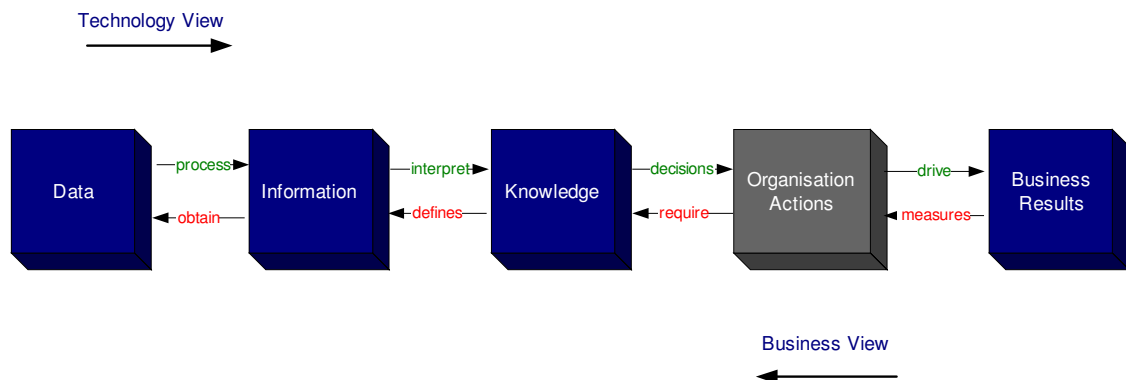 Technology View
process
interpret
decisions
drive
Data
Information
Knowledge
Organisation
Actions
Business
Results
obtain
defines
require
measures
Business View